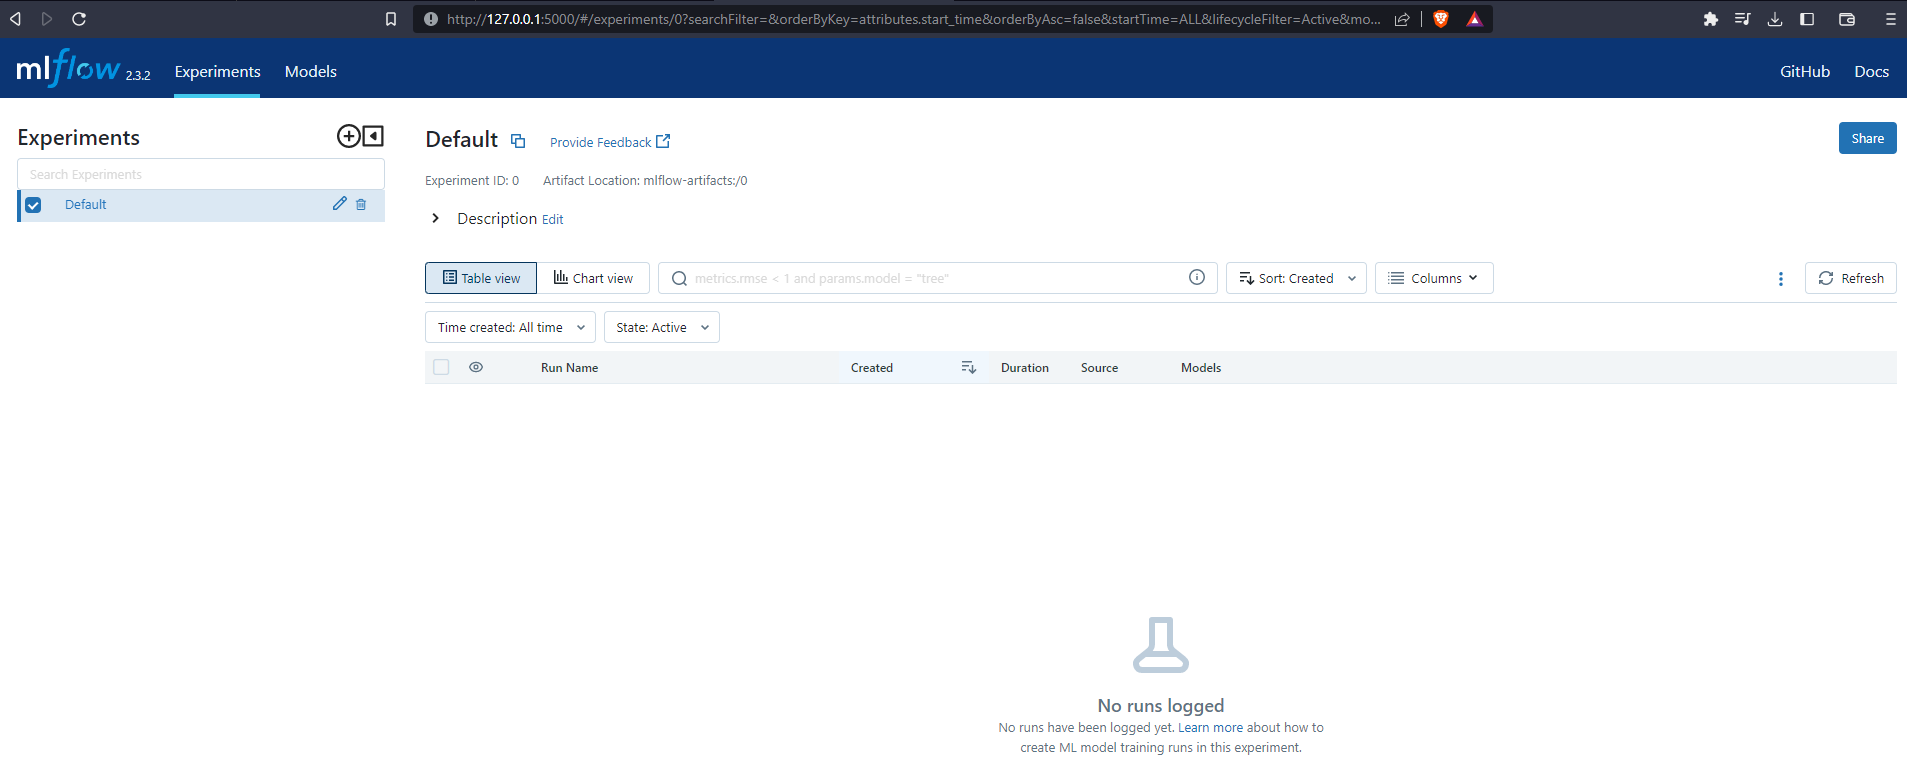 http://127.0.0.1:5000/#/experiments/0?searchFilter=&orderByKey=attributes.start_time&orderByAsc=false&startTime=ALL&lifecycleFilter=Active&mo...
mlflow 2.3.2 Experiments Models GitHub Docs
Experiments
Search Experiments
Default
Default Provide Feedback Share
Experiment ID: 0 Artifact Location: mlflow-artifacts:/0
Description Edit
Table view Chart view metrics.rmse < 1 and params.model = "tree" Sort: Created Columns Refresh
Time created: All time State: Active
Run Name Created Duration Source Models
No runs logged
No runs have been logged yet. Learn more about how to
create ML model training runs in this experiment.